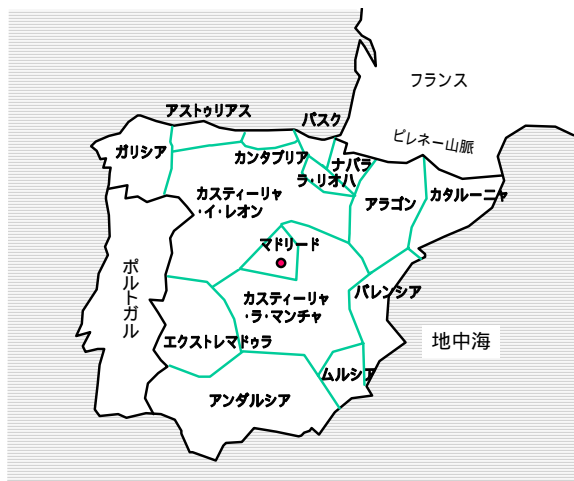 フランス
アストゥリアス
バスク
ピレネー山脈
ガリシア
カンタブリア
ナバラ
ラ・リオハ
カスティーリャ
・イ・レオン
アラゴン
カタルーニャ
マドリード
ポルトガル
カスティーリャ
・ラ・マンチャ
バレンシア
エクストレマドゥラ
地中海
ムルシア
アンダルシア